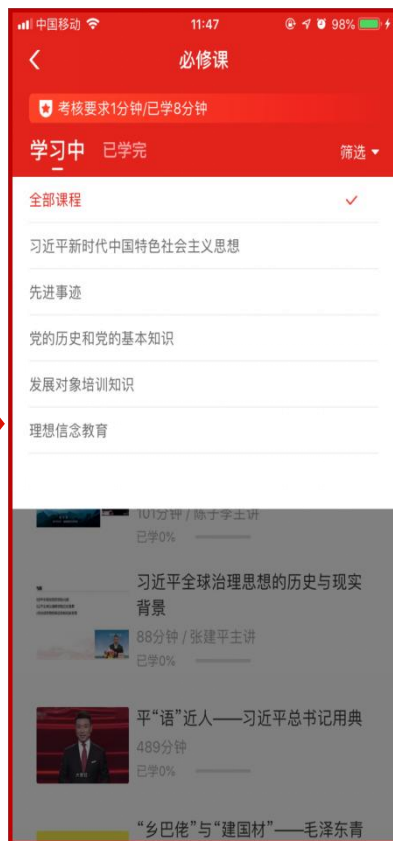 中国移动 11:47 98%
必修课
考核要求1分钟/已学8分钟
学习中 已学完 筛选
全部课程
习近平新时代中国特色社会主义思想
先进事迹
党的历史和党的基本知识
发展对象培训知识
理想信念教育
101分钟 / 陈子季主讲
已学0%
习近平全球治理思想的历史与现实
背景
88分钟 / 张建平主讲
已学0%
平“语”近人——习近平总书记用典
489分钟
已学0%
“乡巴佬”与“建国材”——毛泽东青